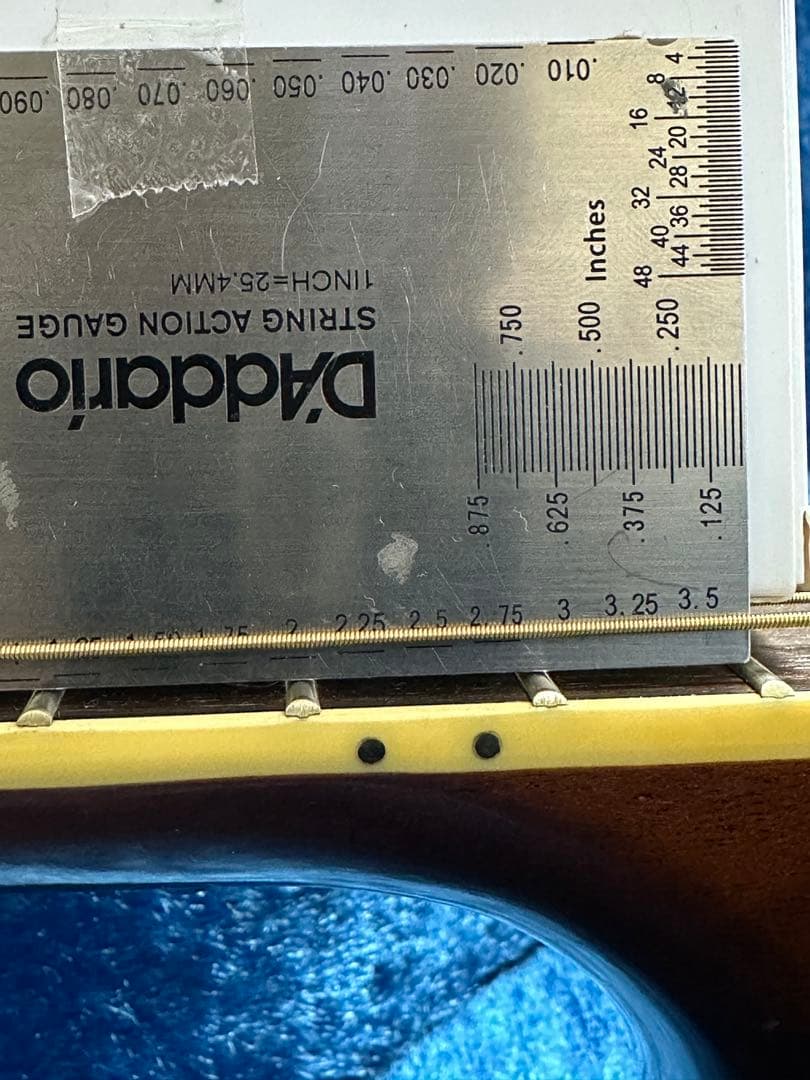 .090 .080 .070 .060 .050 .040 .030 .020 .010
4
8
12
16
20
24
28
32
36
40
44
48
Inches
1INCH=25.4MM
STRING ACTION GAUGE
D'Addario
.750 .500 .250
.875 .625 .375 .125
2 2.25 2.5 2.75 3 3.25 3.5